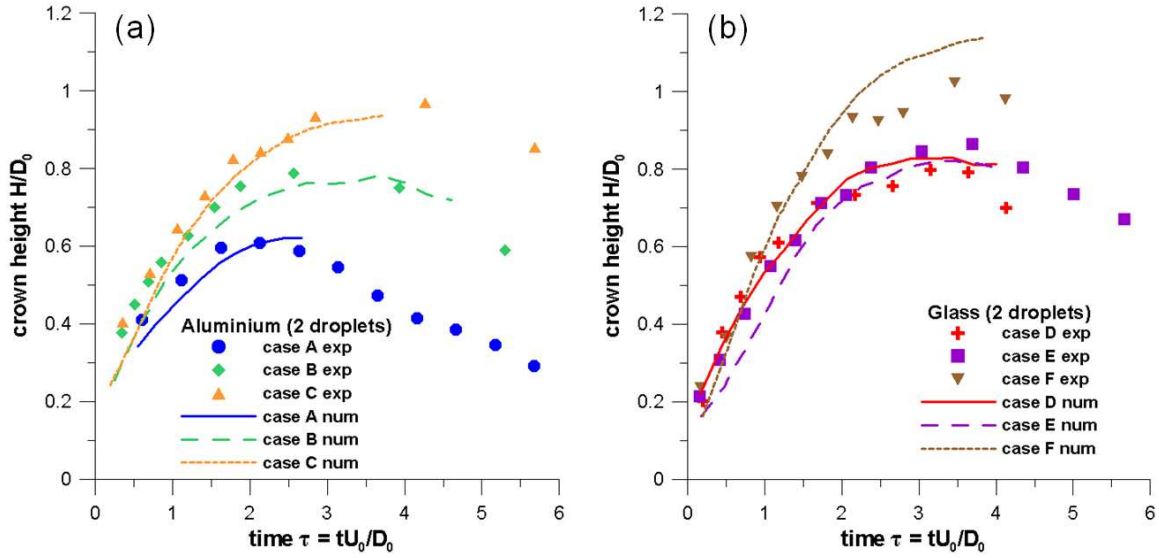 (a)
crown height H/D₀
1.2
1
0.8
0.6
0.4
0.2
0
Aluminium (2 droplets)
case A exp
case B exp
case C exp
case A num
case B num
case C num
0 1 2 3 4 5 6
time τ = tU₀/D₀
(b)
crown height H/D₀
1.2
1
0.8
0.6
0.4
0.2
0
Glass (2 droplets)
case D exp
case E exp
case F exp
case D num
case E num
case F num
0 1 2 3 4 5 6
time τ = tU₀/D₀